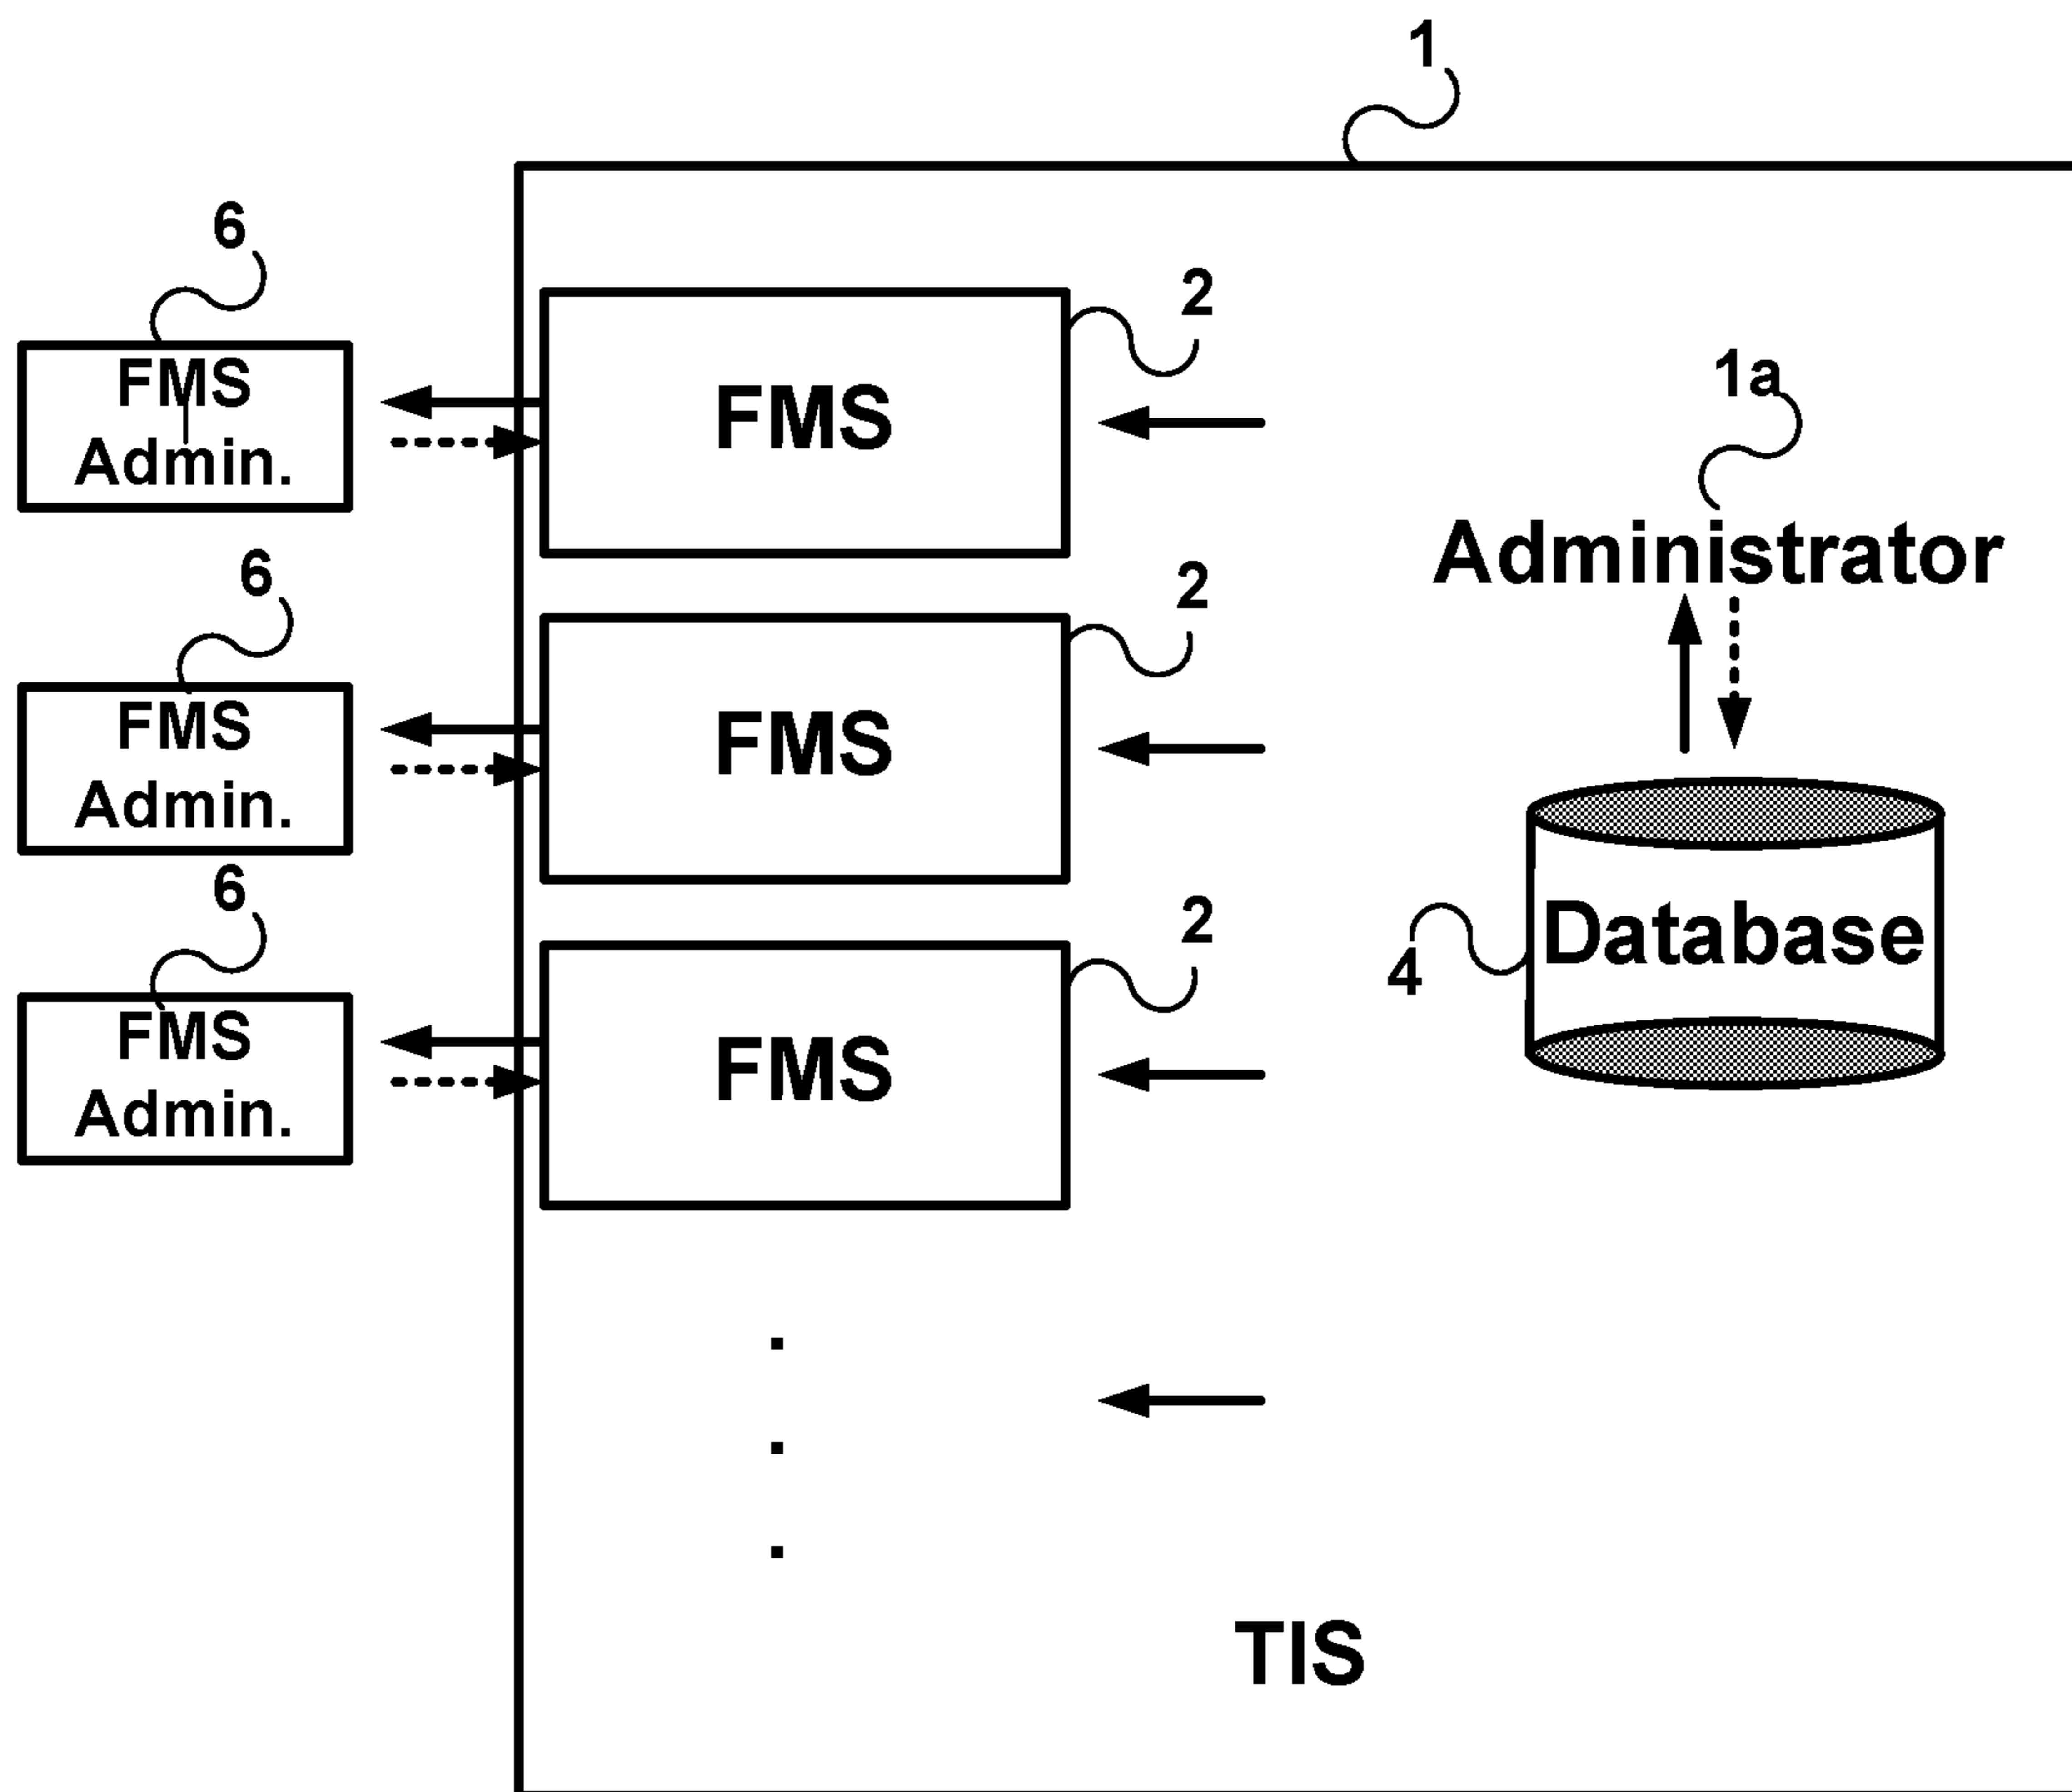 1
6
2
FMS
Admin.
FMS
1a
Administrator
6
2
FMS
Admin.
FMS
6
2
Database
4
FMS
Admin.
FMS
TIS